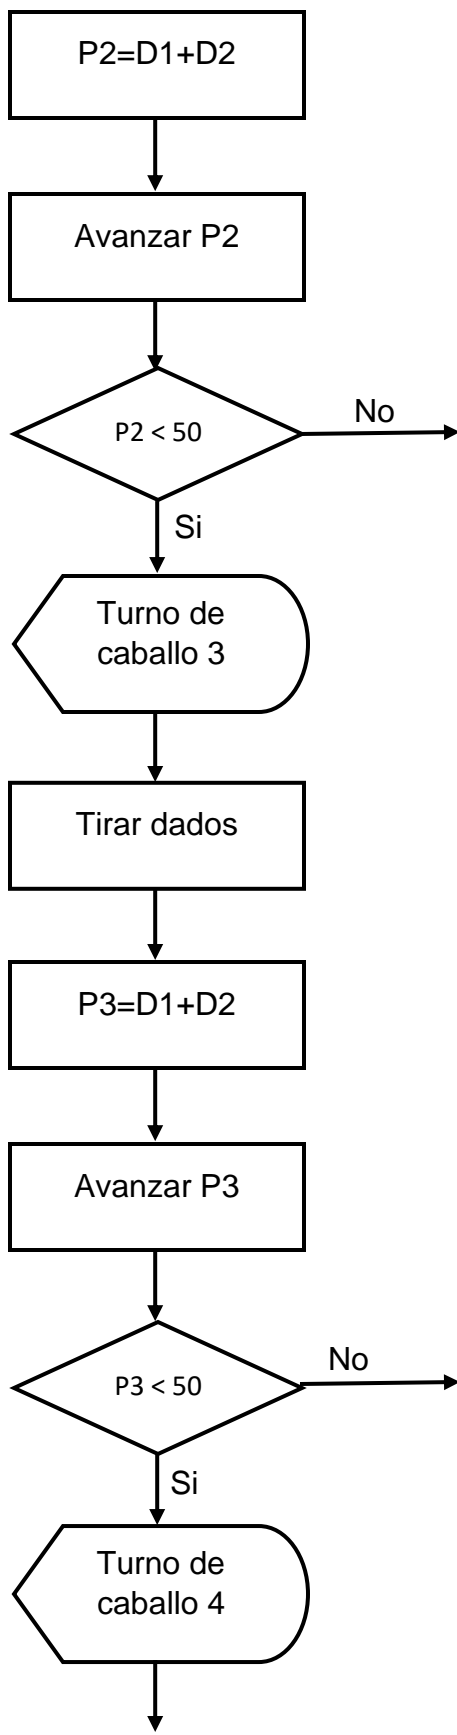 P2=D1+D2
Avanzar P2
P2 < 50
No
Si
Turno de
caballo 3
Tirar dados
P3=D1+D2
Avanzar P3
P3 < 50
No
Si
Turno de
caballo 4